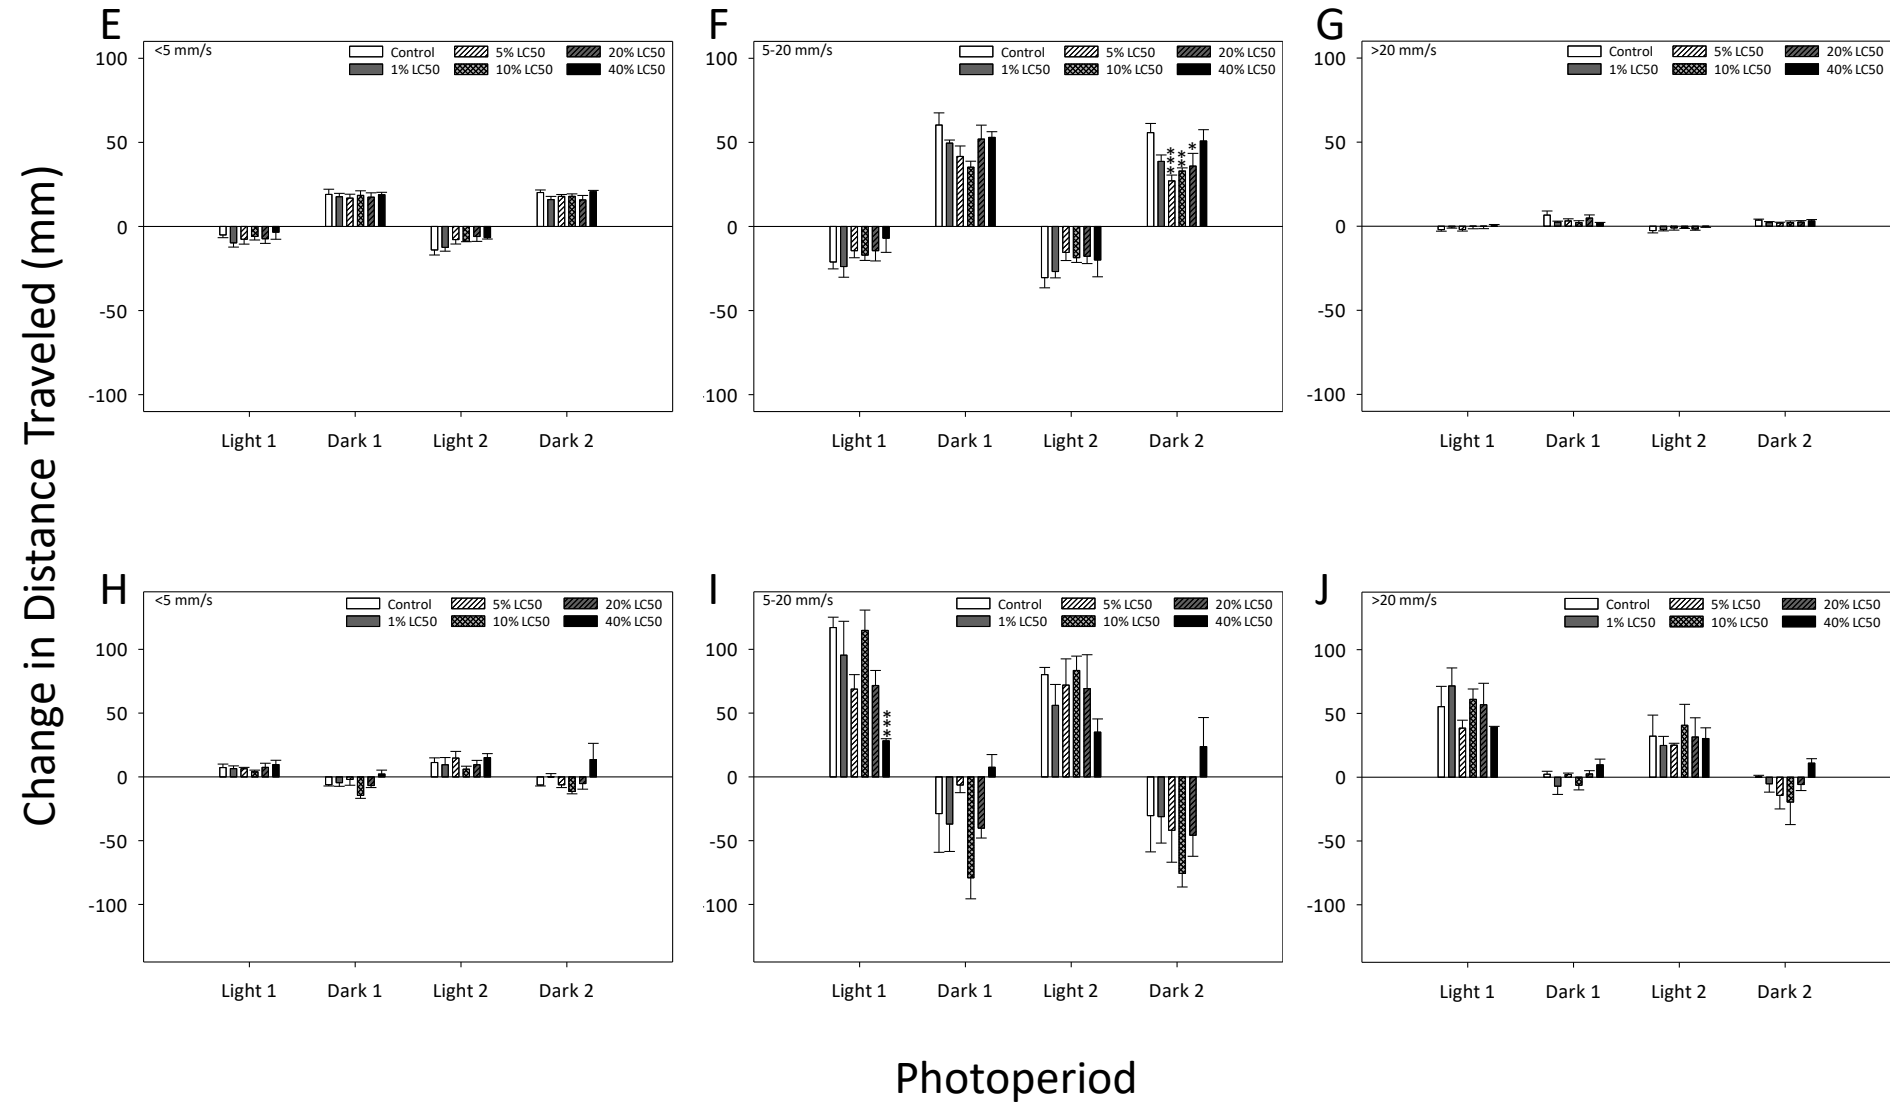 Change in Distance Traveled (mm)
E
<5 mm/s
Control 5% LC50 20% LC50
1% LC50 10% LC50 40% LC50
100
50
0
-50
-100
Light 1 Dark 1 Light 2 Dark 2
F
5-20 mm/s
Control 5% LC50 20% LC50
1% LC50 10% LC50 40% LC50
100
50
0
-50
-100
***
**
*
Light 1 Dark 1 Light 2 Dark 2
G
>20 mm/s
Control 5% LC50 20% LC50
1% LC50 10% LC50 40% LC50
100
50
0
-50
-100
Light 1 Dark 1 Light 2 Dark 2
H
<5 mm/s
Control 5% LC50 20% LC50
1% LC50 10% LC50 40% LC50
100
50
0
-50
-100
Light 1 Dark 1 Light 2 Dark 2
I
5-20 mm/s
Control 5% LC50 20% LC50
1% LC50 10% LC50 40% LC50
100
50
0
-50
-100
***
Light 1 Dark 1 Light 2 Dark 2
J
>20 mm/s
Control 5% LC50 20% LC50
1% LC50 10% LC50 40% LC50
100
50
0
-50
-100
Light 1 Dark 1 Light 2 Dark 2
Photoperiod